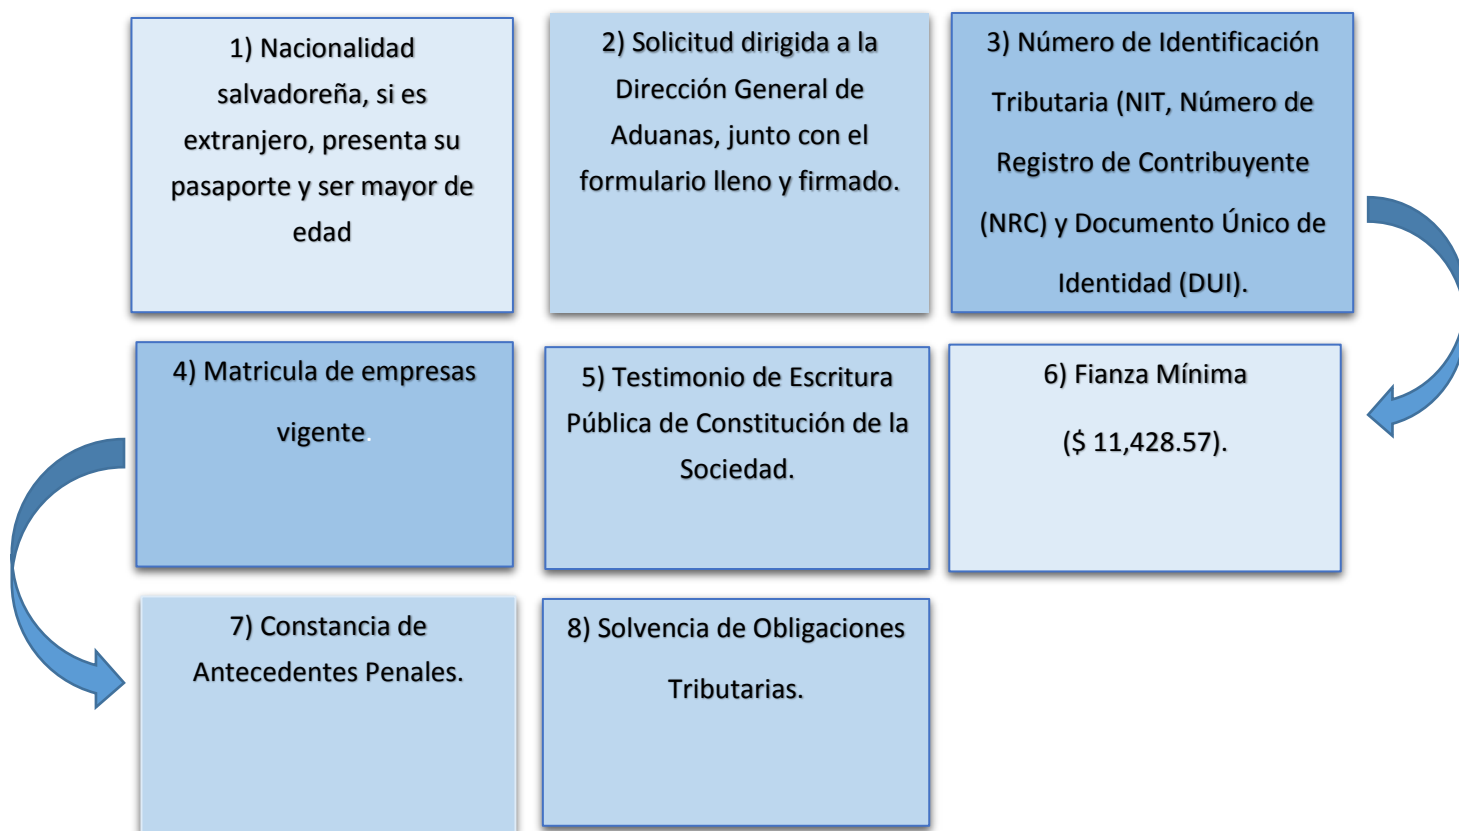 1) Nacionalidad
salvadoreña, si es
extranjero, presenta su
pasaporte y ser mayor de
edad
2) Solicitud dirigida a la
Dirección General de
Aduanas, junto con el
formulario lleno y firmado.
3) Número de Identificación
Tributaria (NIT, Número de
Registro de Contribuyente
(NRC) y Documento Único de
Identidad (DUI).
4) Matricula de empresas
vigente.
5) Testimonio de Escritura
Pública de Constitución de la
Sociedad.
6) Fianza Mínima
($ 11,428.57).
7) Constancia de
Antecedentes Penales.
8) Solvencia de Obligaciones
Tributarias.